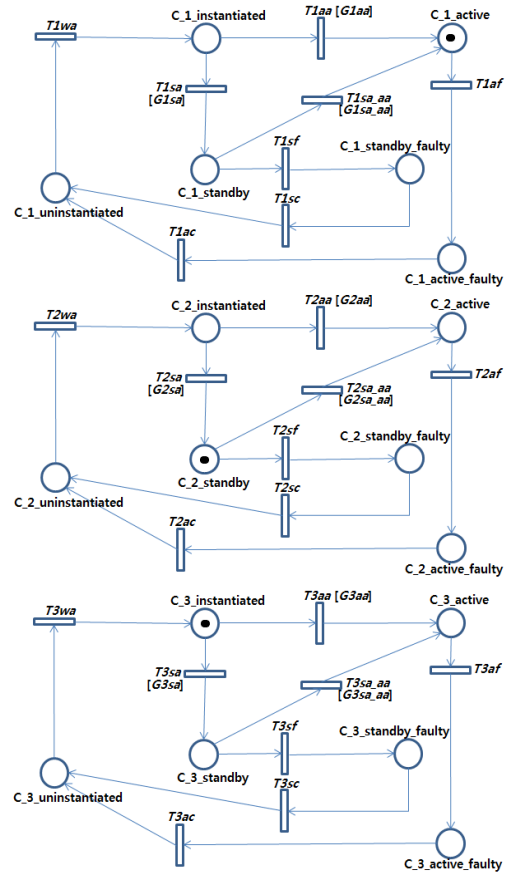 C_1_instantiated
T1aa [G1aa]
C_1_active
T1wa
T1sa
[G1sa]
T1sa_aa
[G1sa_aa]
T1af
T1sf
C_1_standby_faulty
C_1_standby
T1sc
C_1_uninstantiated
T1ac
C_1_active_faulty
C_2_instantiated
T2aa [G2aa]
C_2_active
T2wa
T2sa
[G2sa]
T2sa_aa
[G2sa_aa]
T2af
T2sf
C_2_standby_faulty
C_2_standby
T2sc
C_2_uninstantiated
T2ac
C_2_active_faulty
C_3_instantiated
T3aa [G3aa]
C_3_active
T3wa
T3sa
[G3sa]
T3sa_aa
[G3sa_aa]
T3af
T3sf
C_3_standby_faulty
C_3_standby
T3sc
C_3_uninstantiated
T3ac
C_3_active_faulty